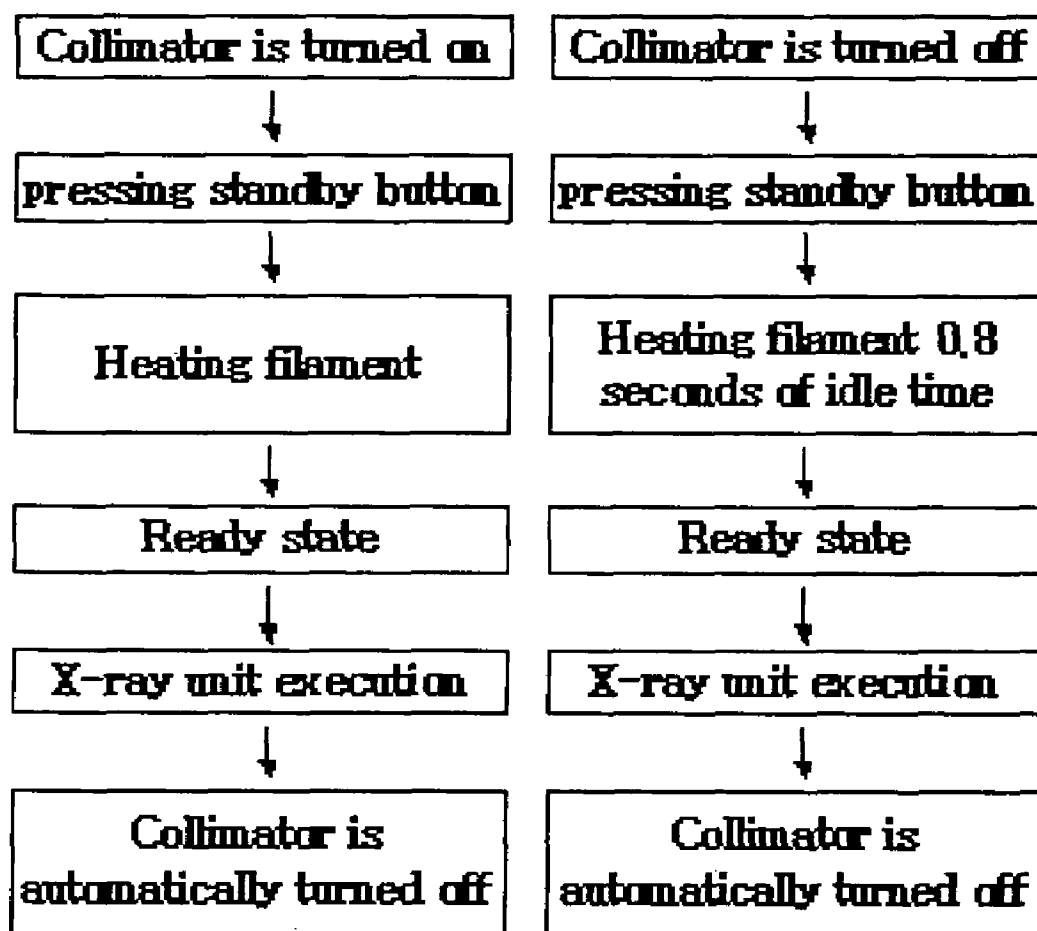 Collimator is turned on
pressing standby button
Heating filament
Ready state
X-ray unit execution
Collimator is
automatically turned off
Collimator is turned off
pressing standby button
Heating filament 0.8
seconds of idle time
Ready state
X-ray unit execution
Collimator is
automatically turned off